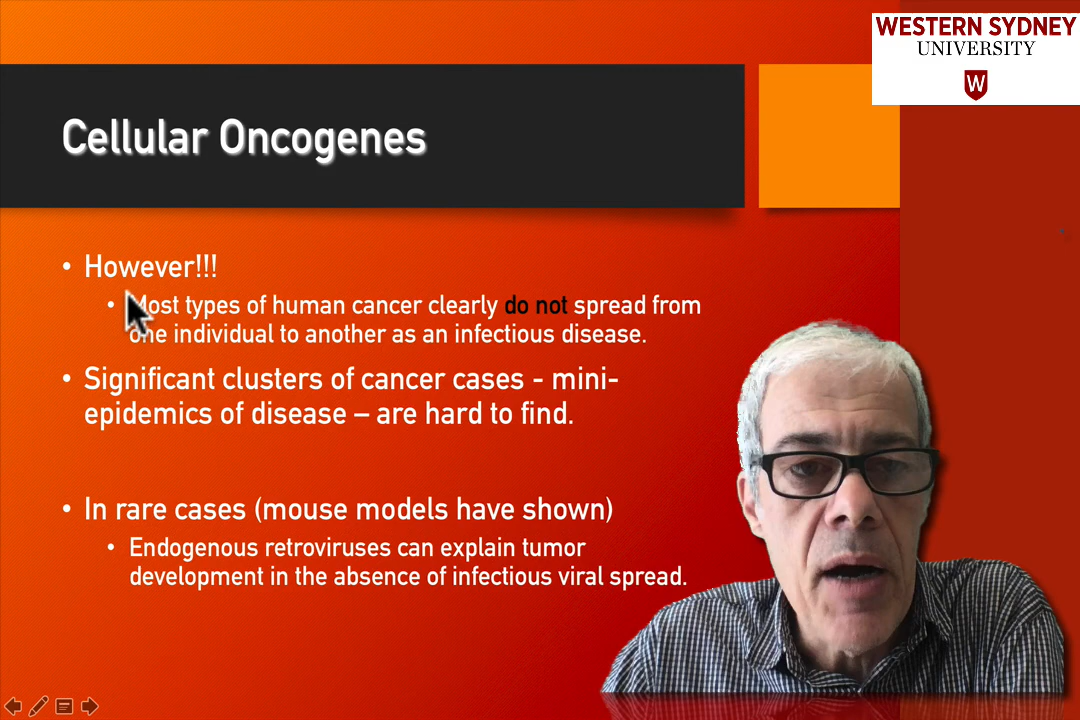 WESTERN SYDNEY
UNIVERSITY
W
Cellular Oncogenes
• However!!!
• Most types of human cancer clearly do not spread from
one individual to another as an infectious disease.
• Significant clusters of cancer cases - mini-
epidemics of disease – are hard to find.
• In rare cases (mouse models have shown)
• Endogenous retroviruses can explain tumor
development in the absence of infectious viral spread.